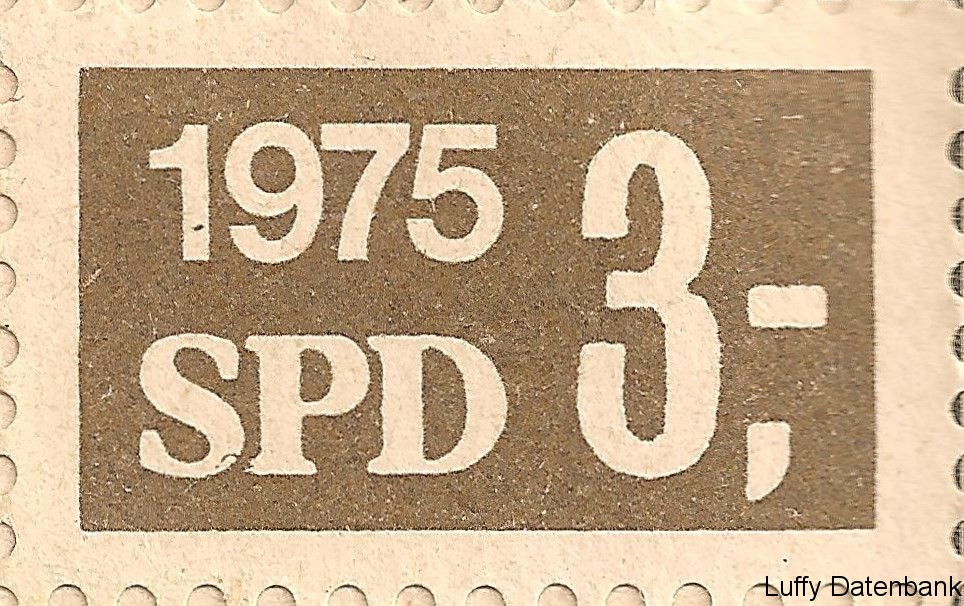 1975
SPD
3,-
Luffy Datenbank